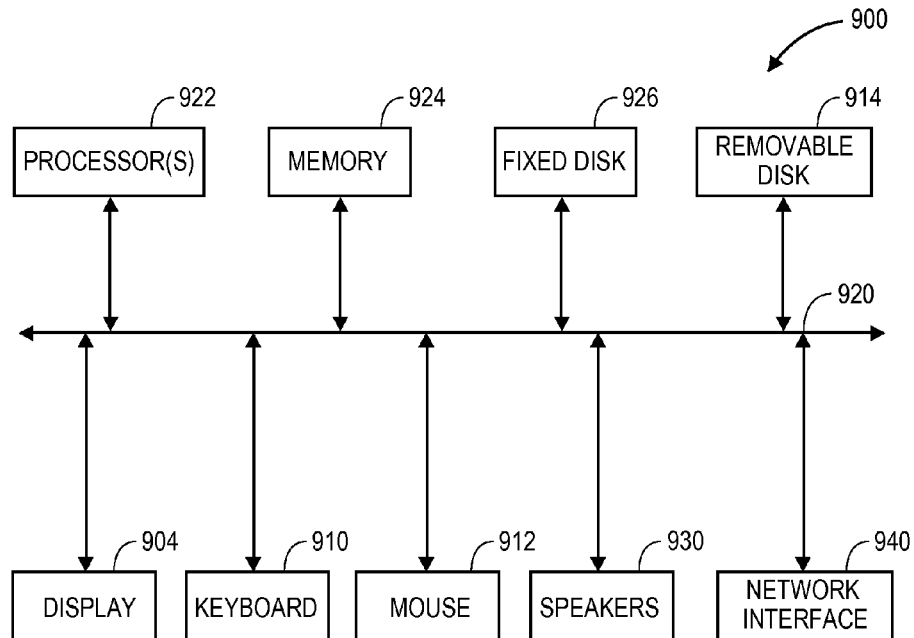 900
922
924
926
914
PROCESSOR(S)
MEMORY
FIXED DISK
REMOVABLE
DISK
920
904
910
912
930
940
DISPLAY
KEYBOARD
MOUSE
SPEAKERS
NETWORK
INTERFACE